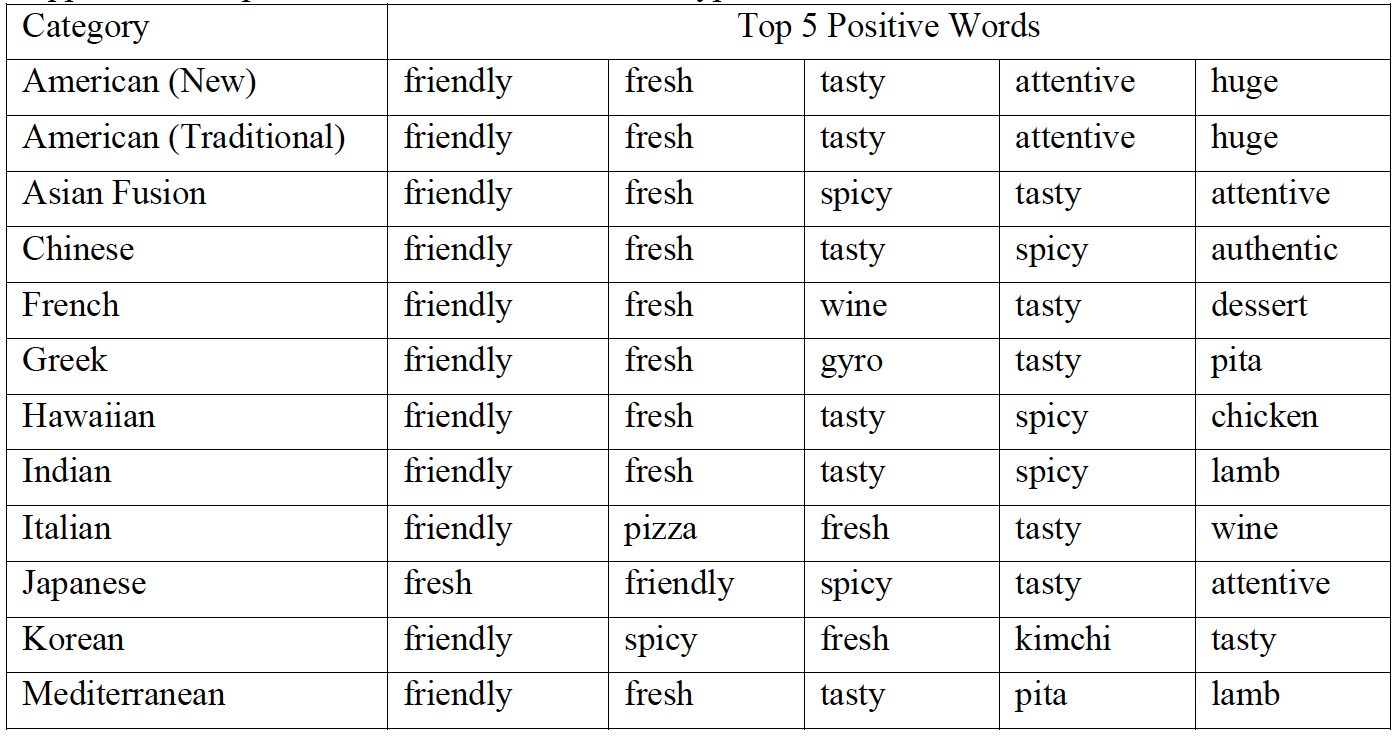 Category Top 5 Positive Words
American (New) friendly fresh tasty attentive huge
American (Traditional) friendly fresh tasty attentive huge
Asian Fusion friendly fresh spicy tasty attentive
Chinese friendly fresh tasty spicy authentic
French friendly fresh wine tasty dessert
Greek friendly fresh gyro tasty pita
Hawaiian friendly fresh tasty spicy chicken
Indian friendly fresh tasty spicy lamb
Italian friendly pizza fresh tasty wine
Japanese fresh friendly spicy tasty attentive
Korean friendly spicy fresh kimchi tasty
Mediterranean friendly fresh tasty pita lamb